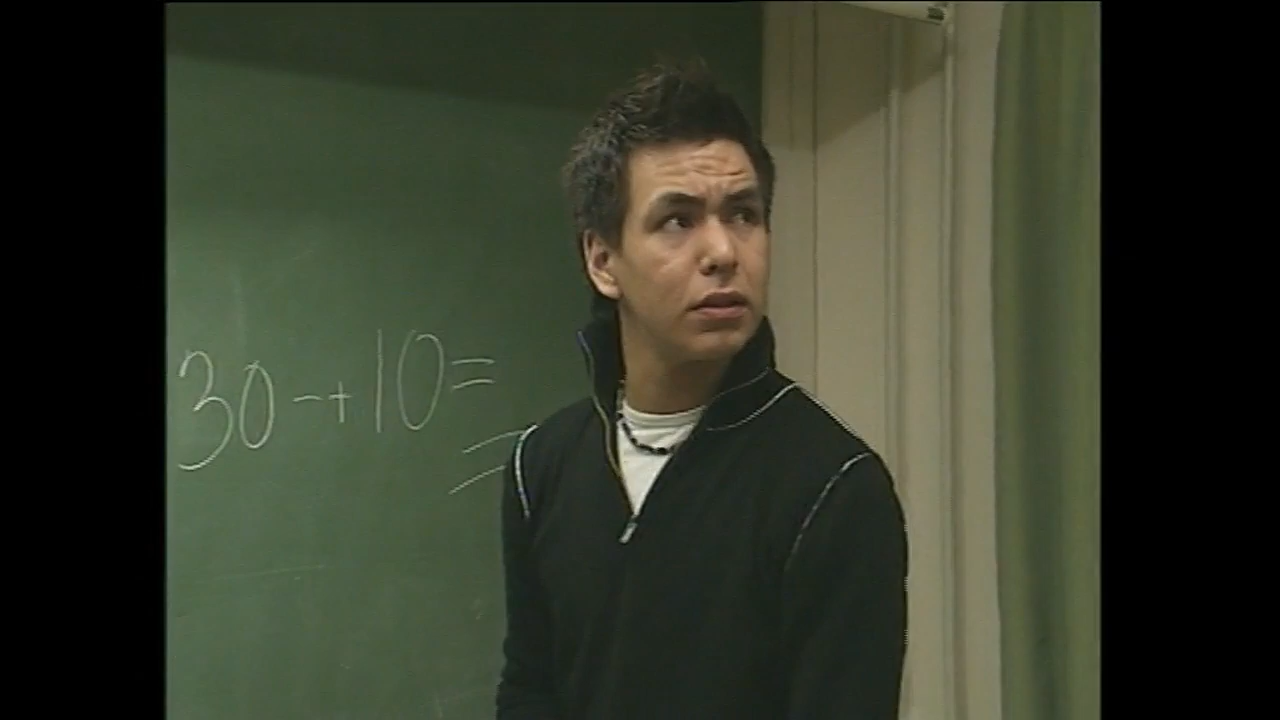 30 -+ 10 =
=